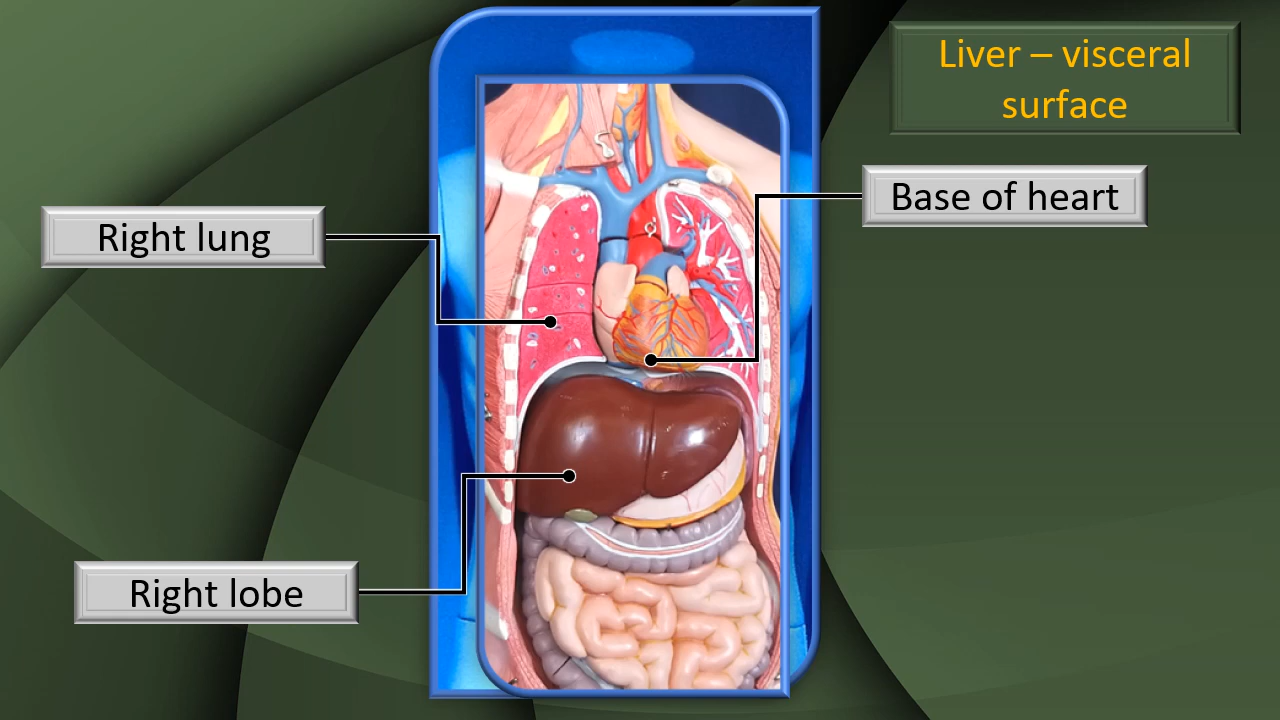 Liver – visceral
surface
Base of heart
Right lung
Right lobe